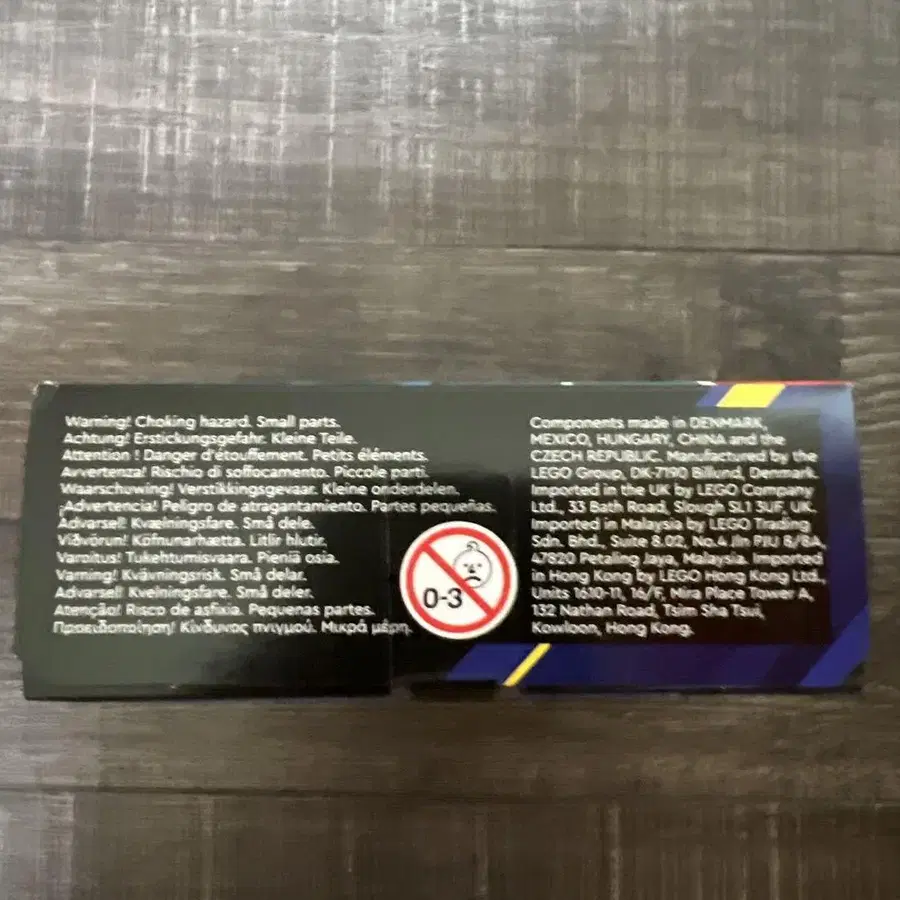 Warning! Choking hazard. Small parts.
Achtung! Erstickungsgefahr. Kleine Teile.
Attention ! Danger d'étouffement. Petits éléments.
Avvertenza! Rischio di soffocamento. Piccole parti.
Waarschuwing! Verstikkingsgevaar. Kleine onderdelen.
¡Advertencia! Peligro de atragantamiento. Partes pequeñas.
Advarsel! Kvælningsfare. Små dele.
Viðvörun! Köfnunarhætta. Litlir hlutir.
Varoitus! Tukehtumisvaara. Pieniä osia.
Varning! Kvävningsrisk. Små delar.
Advarsel! Kvelningsfare. Små deler.
Atenção! Risco de asfixia. Pequenas partes.
Προειδοποίηση! Κίνδυνος πνιγμού. Μικρά μέρη.
0-3
Components made in DENMARK,
MEXICO, HUNGARY, CHINA and the
CZECH REPUBLIC. Manufactured by the
LEGO Group, DK-7190 Billund, Denmark.
Imported in the UK by LEGO Company
Ltd., 33 Bath Road, Slough SL1 3UF, UK.
Imported in Malaysia by LEGO Trading
Sdn. Bhd., Suite 8.02, No.4 Jln PJU 8/8A,
47820 Petaling Jaya, Malaysia. Imported
in Hong Kong by LEGO Hong Kong Ltd.,
Units 1610-11, 16/F, Mira Place Tower A,
132 Nathan Road, Tsim Sha Tsui,
Kowloon, Hong Kong.